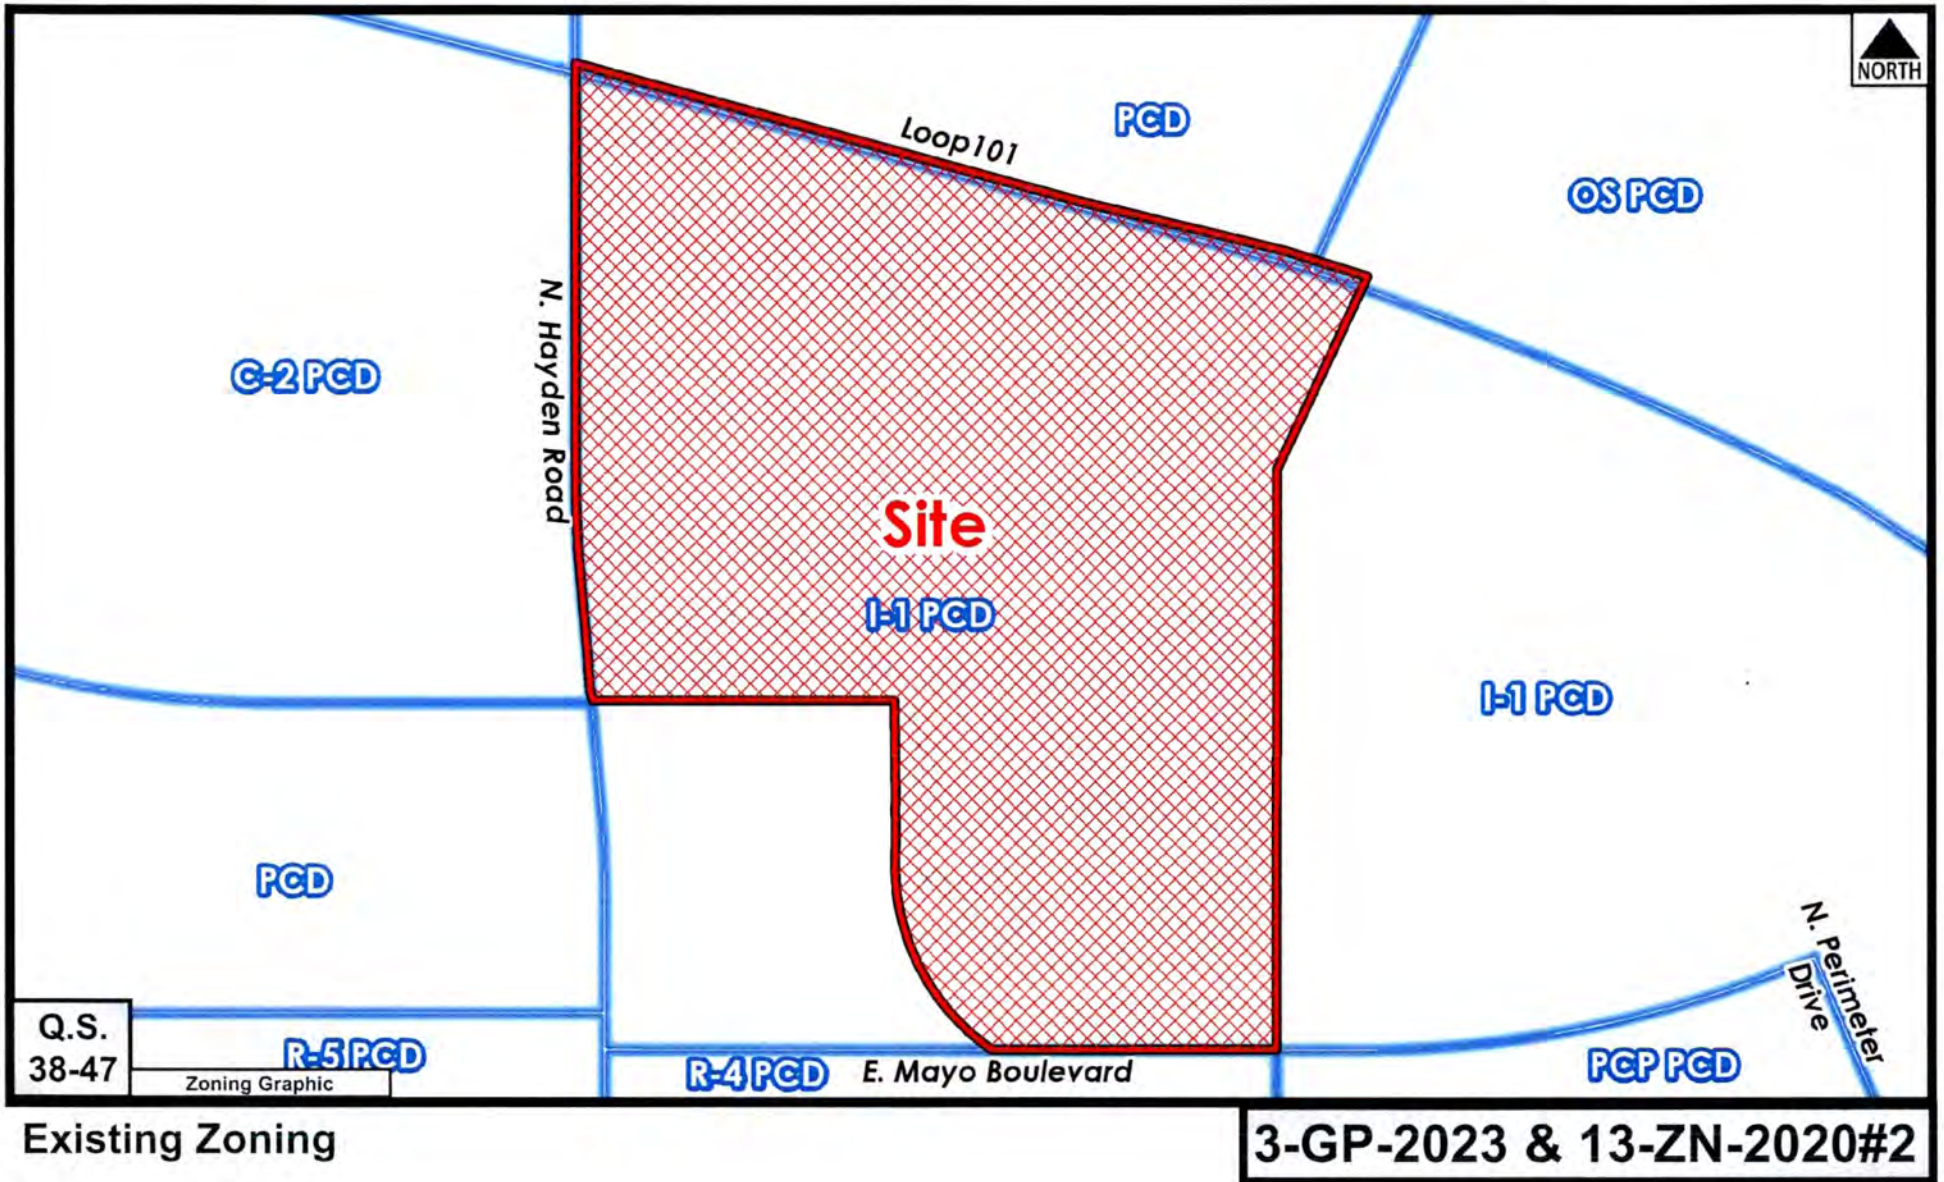 NORTH
Loop101
PCD
OS PCD
N. Hayden Road
C-2 PCD
Site
I-1 PCD
I-1 PCD
PCD
N. Perimeter
Drive
Q.S.
38-47
R-5 PCD
Zoning Graphic
R-4 PCD
E. Mayo Boulevard
PCP PCD
Existing Zoning
3-GP-2023 & 13-ZN-2020#2